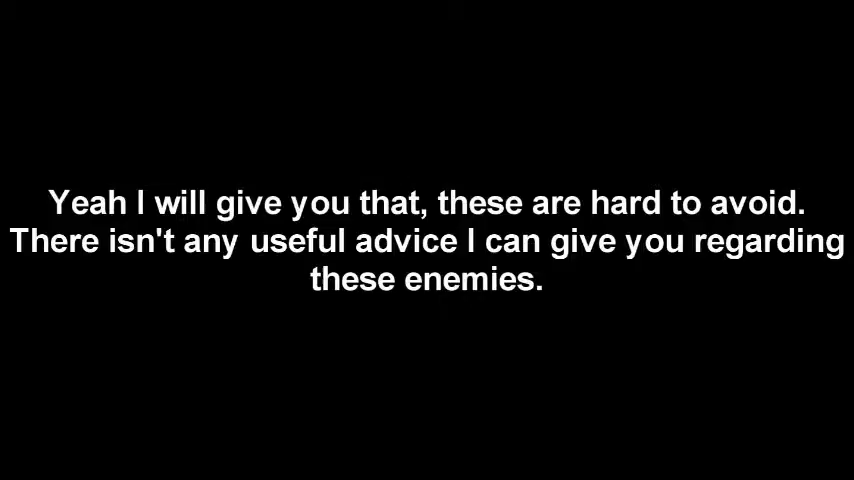 Yeah I will give you that, these are hard to avoid.
There isn't any useful advice I can give you regarding
these enemies.